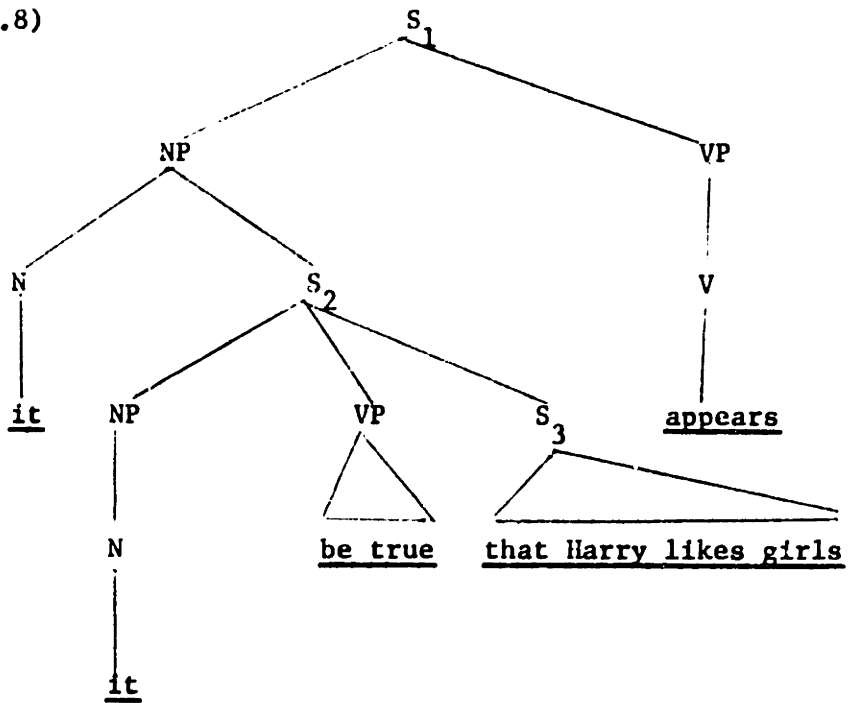 .8)
S1
NP VP
N S2 V
it NP VP S3 appears
N be true that Harry likes girls
it